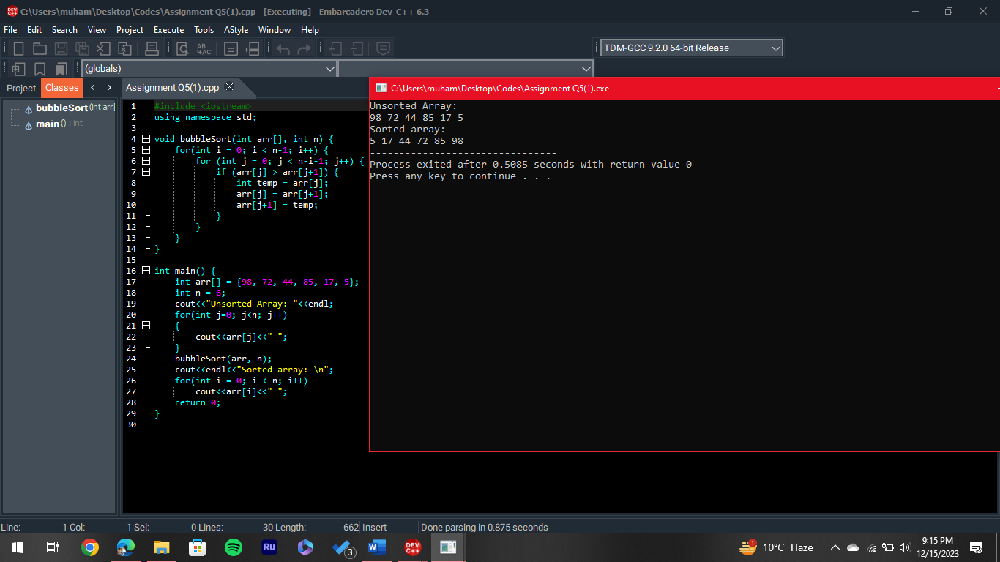 C:\Users\muham\Desktop\Codes\Assignment Q5(1).cpp - [Executing] - Embarcadero Dev-C++ 6.3
File Edit Search View Project Execute Tools AStyle Window Help
TDM-GCC 9.2.0 64-bit Release
(globals)
Project Classes
Assignment Q5(1).cpp
bubbleSort (int arr[
main () : int
1 #include <iostream>
2 using namespace std;
3
4 void bubbleSort(int arr[], int n) {
5 for(int i = 0; i < n-1; i++) {
6 for (int j = 0; j < n-i-1; j++) {
7 if (arr[j] > arr[j+1]) {
8 int temp = arr[j];
9 arr[j] = arr[j+1];
10 arr[j+1] = temp;
11 }
12 }
13 }
14 }
15
16 int main() {
17 int arr[] = {98, 72, 44, 85, 17, 5};
18 int n = 6;
19 cout<<"Unsorted Array: "<<endl;
20 for(int j=0; j<n; j++)
21 {
22 cout<<arr[j]<<" ";
23 }
24 bubbleSort(arr, n);
25 cout<<endl<<"Sorted array: \n";
26 for(int i = 0; i < n; i++)
27 cout<<arr[i]<<" ";
28 return 0;
29 }
30
C:\Users\muham\Desktop\Codes\Assignment Q5(1).exe
Unsorted Array:
98 72 44 85 17 5
Sorted array:
5 17 44 72 85 98
--------------------------------
Process exited after 0.5085 seconds with return value 0
Press any key to continue . . .
Line: 1 Col: 1 Sel: 0 Lines: 30 Length: 662 Insert Done parsing in 0.875 seconds
Ru
3
W
DEV C++
1
10°C Haze
9:15 PM
12/15/2023